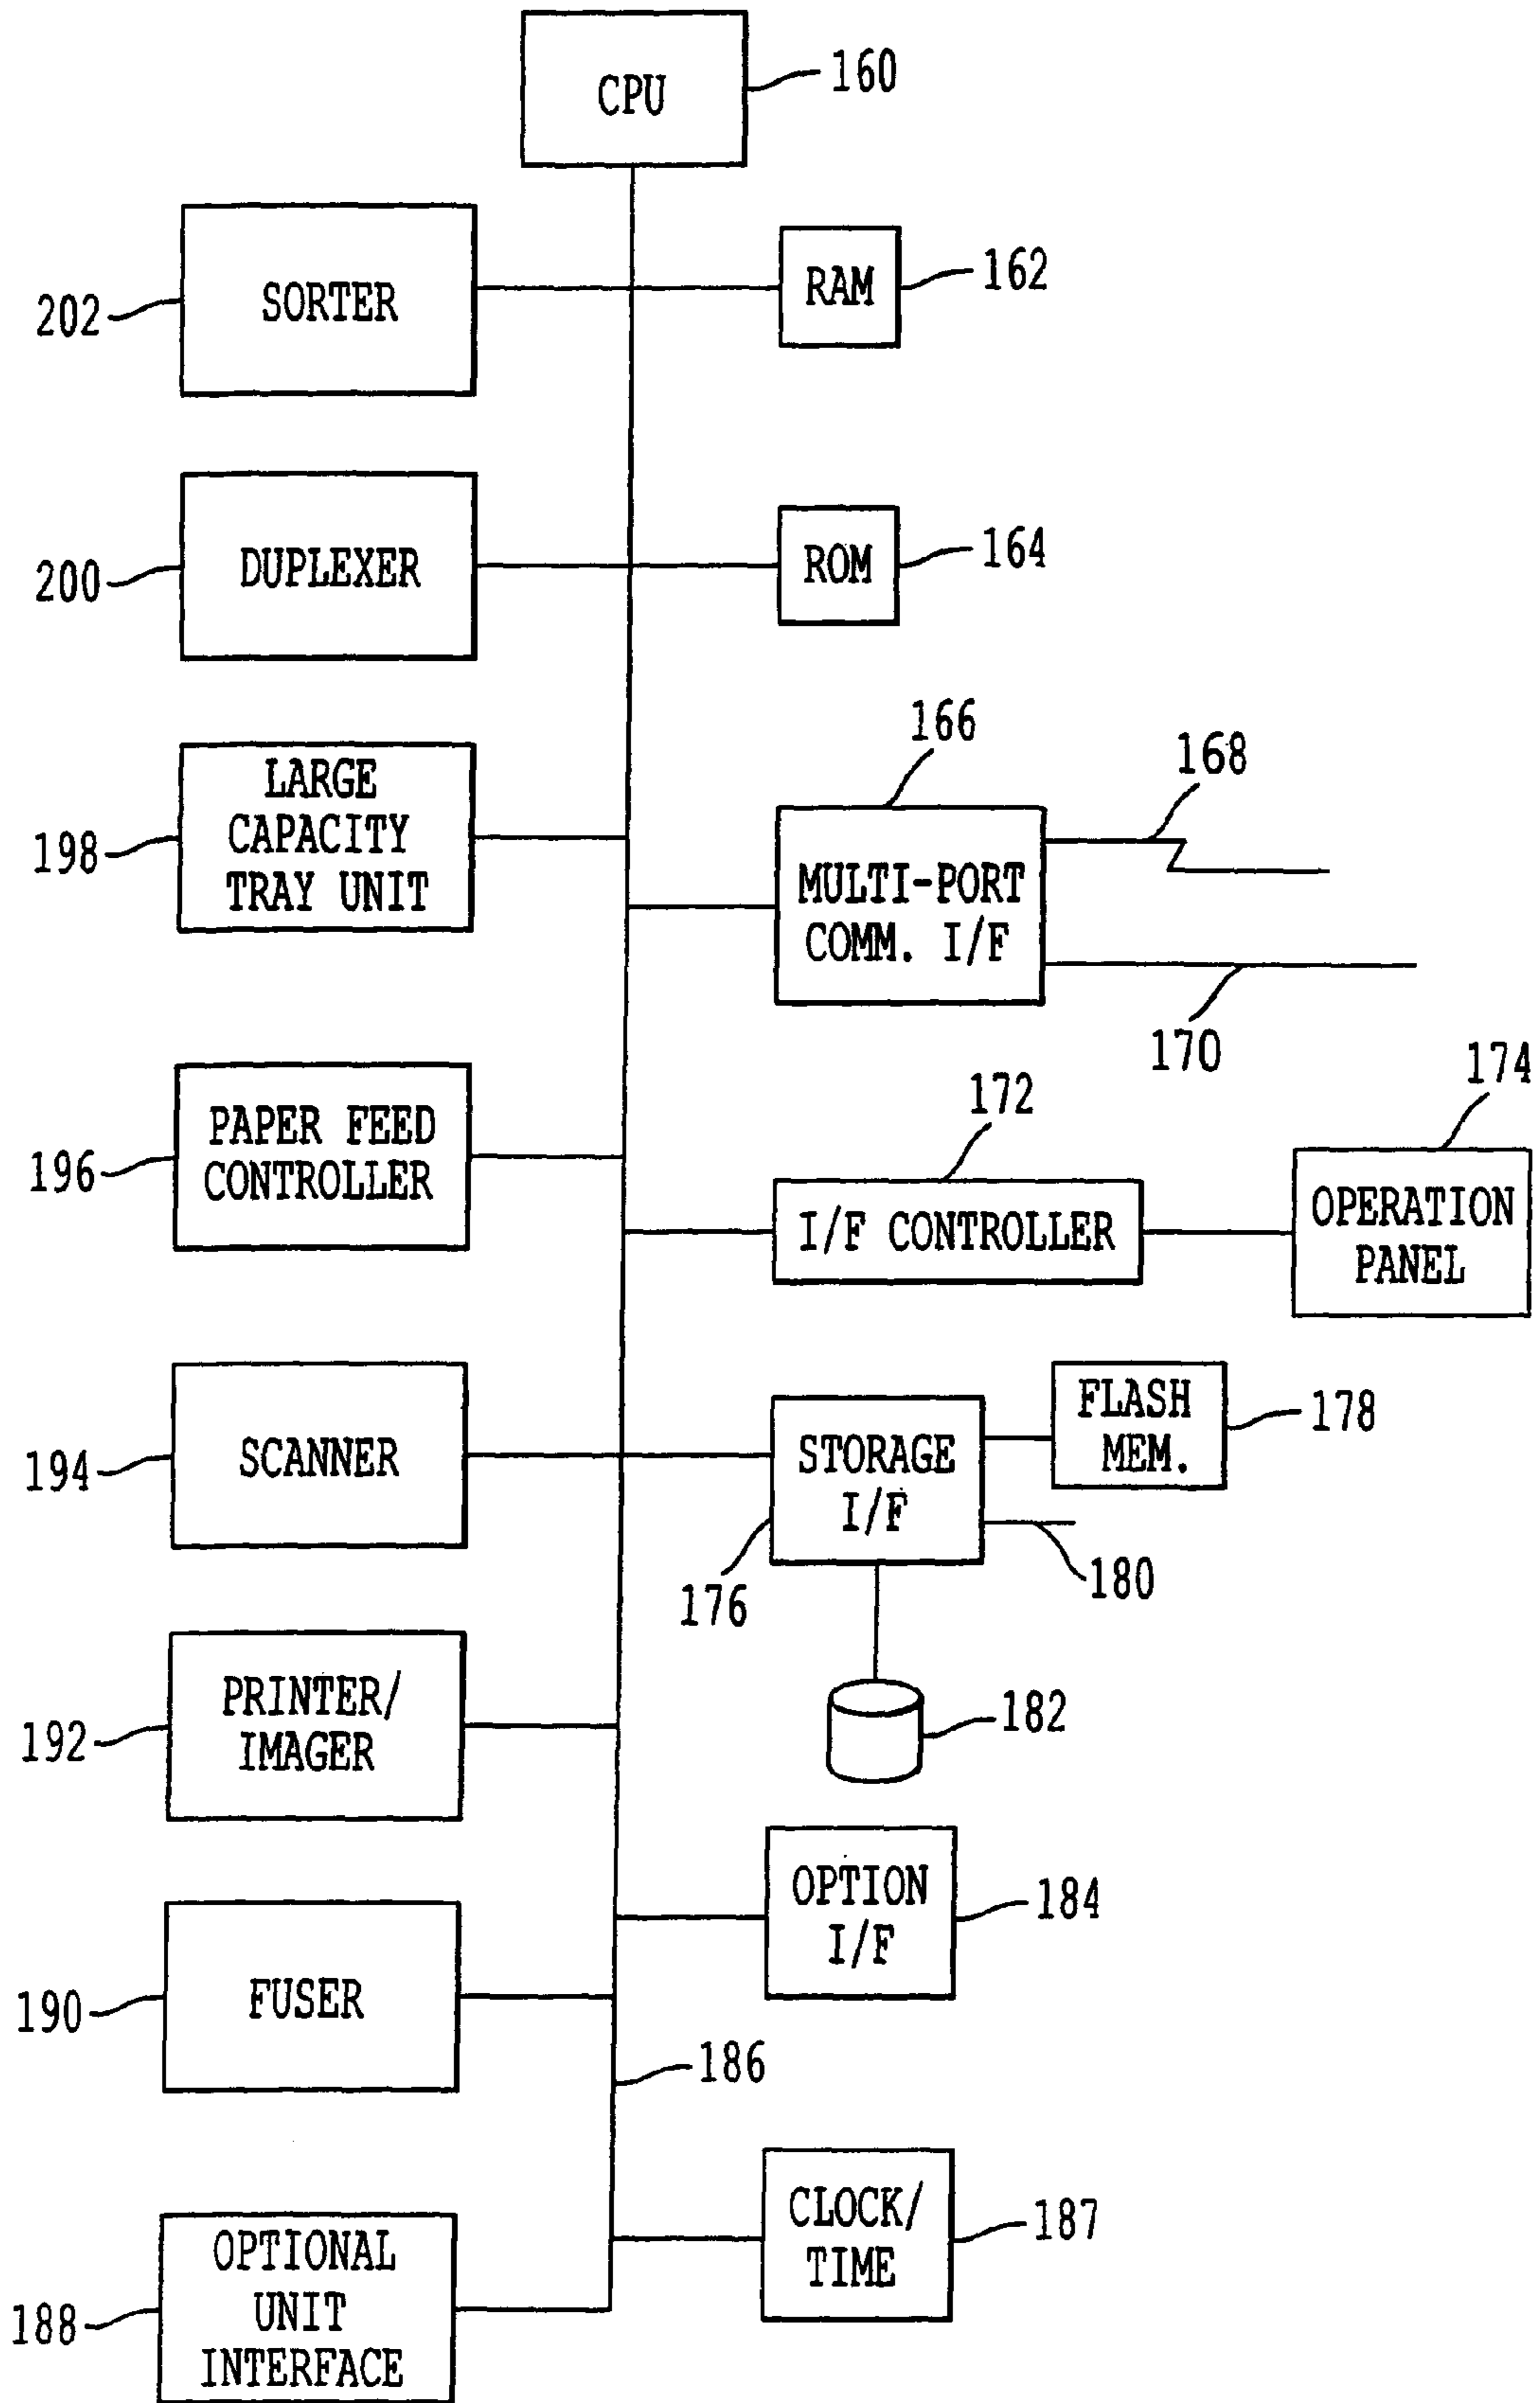 CPU
160
SORTER
202
RAM
162
DUPLEXER
200
ROM
164
LARGE
CAPACITY
TRAY UNIT
198
166
168
MULTI-PORT
COMM. I/F
170
PAPER FEED
CONTROLLER
196
172
174
I/F CONTROLLER
OPERATION
PANEL
SCANNER
194
STORAGE
I/F
176
FLASH
MEM.
178
180
182
PRINTER/
IMAGER
192
OPTION
I/F
184
FUSER
190
186
CLOCK/
TIME
187
OPTIONAL
UNIT
INTERFACE
188